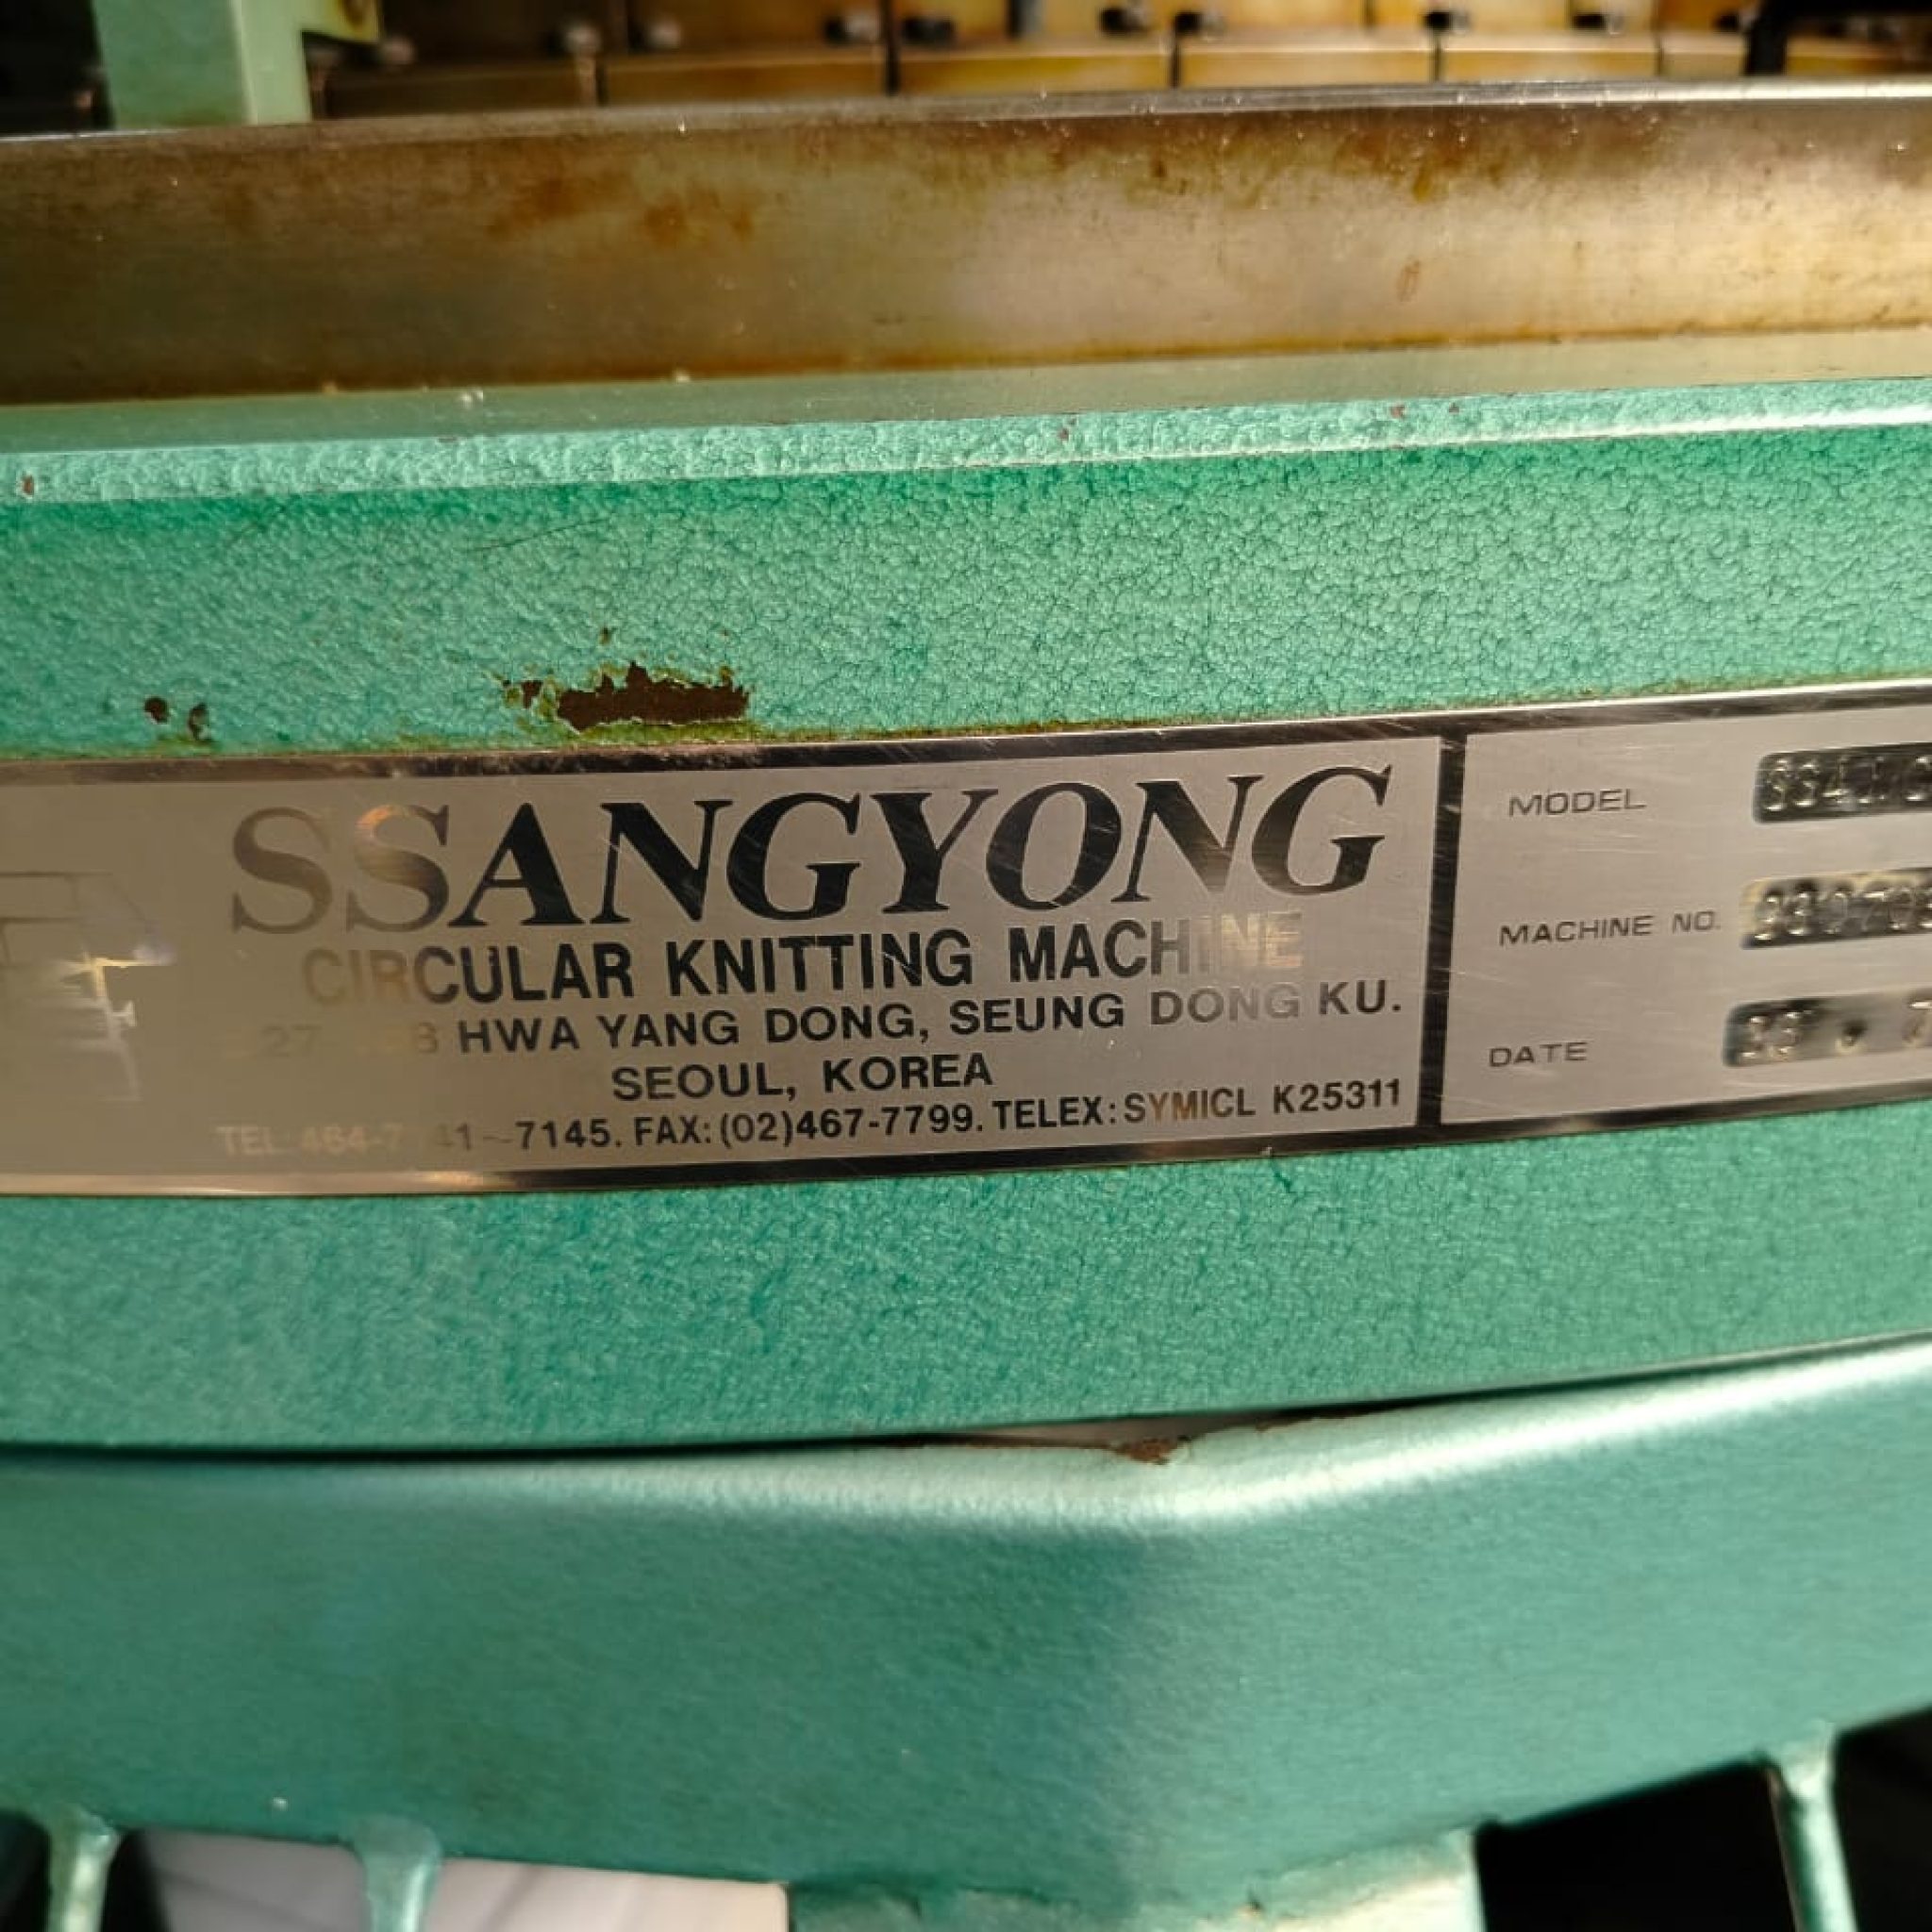 SSANGYONG
CIRCULAR KNITTING MACHINE
HWA YANG DONG, SEUNG DONG KU.
SEOUL, KOREA
TEL 7145. FAX:(02)467-7799. TELEX:SYMICL K25311
MODEL
MACHINE NO.
DATE